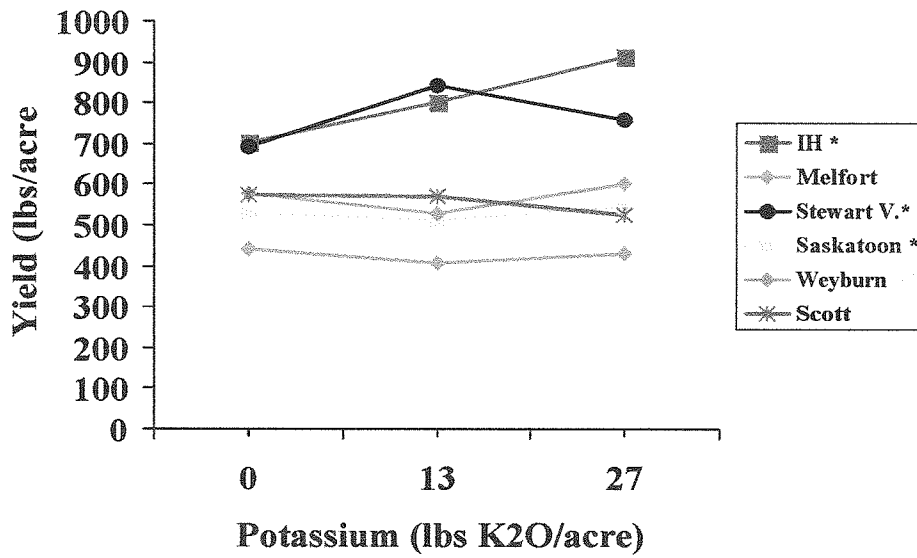 1000
900
800
700
600
500
400
300
200
100
0
Yield (lbs/acre)
0 13 27
Potassium (lbs K2O/acre)
IH *
Melfort
Stewart V.*
Saskatoon *
Weyburn
Scott